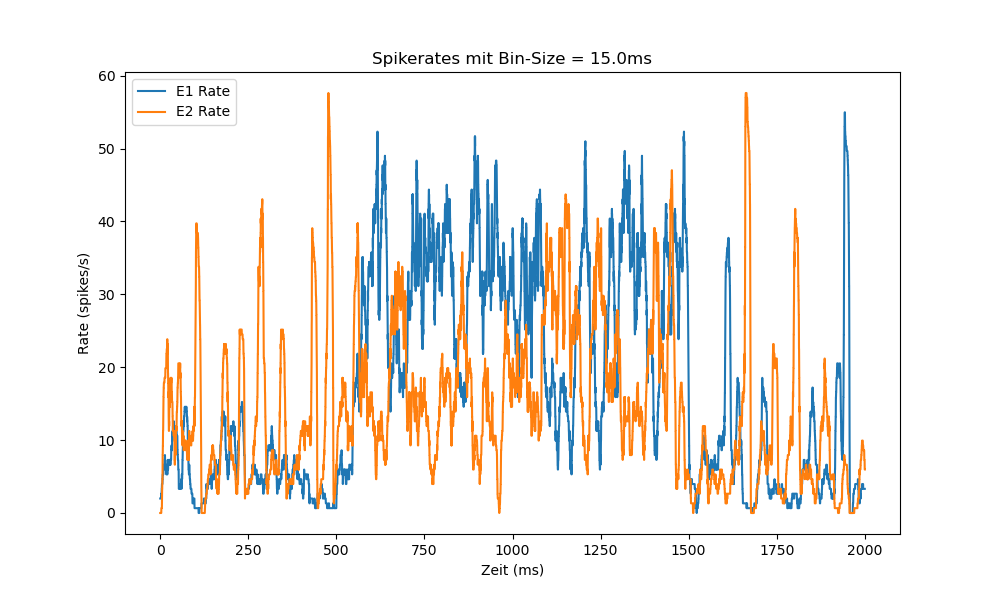 Spikerates mit Bin-Size = 15.0ms
E1 Rate
E2 Rate
60
50
40
30
20
10
0
Rate (spikes/s)
0 250 500 750 1000 1250 1500 1750 2000
Zeit (ms)